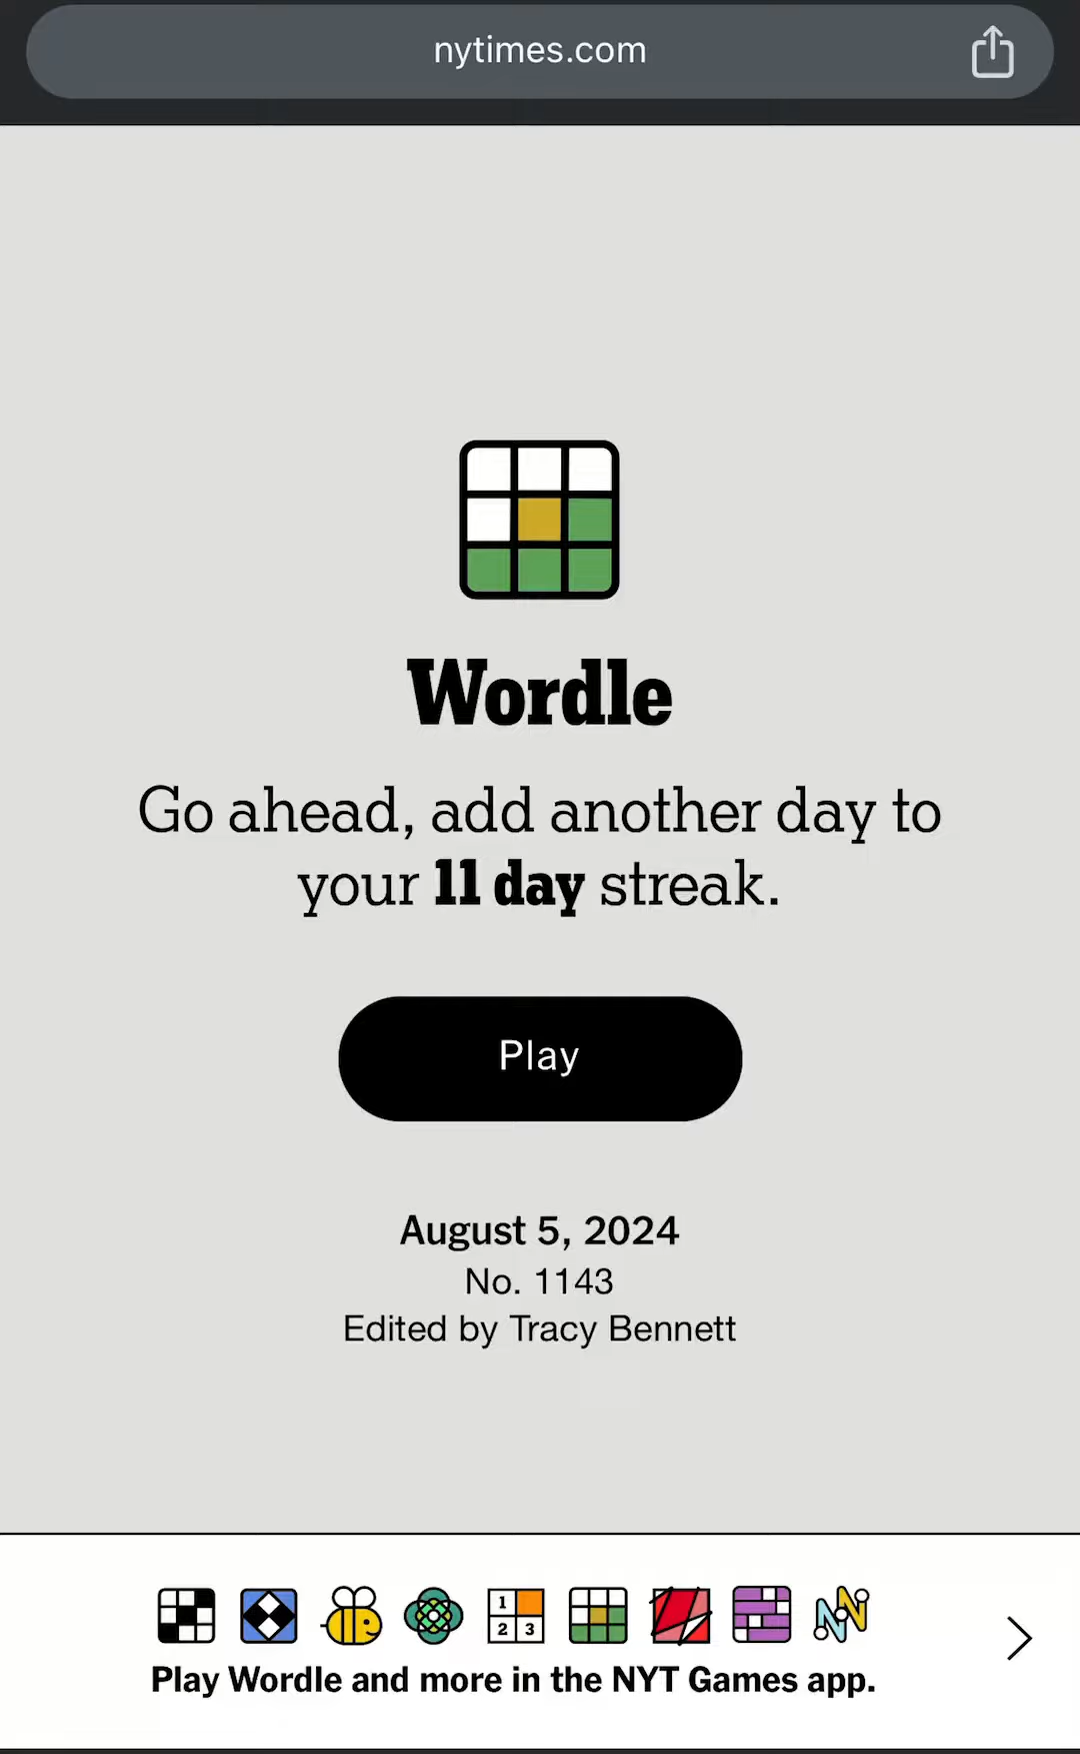 nytimes.com
Wordle
Go ahead, add another day to
your 11 day streak.
Play
August 5, 2024
No. 1143
Edited by Tracy Bennett
1
2 3
Play Wordle and more in the NYT Games app.